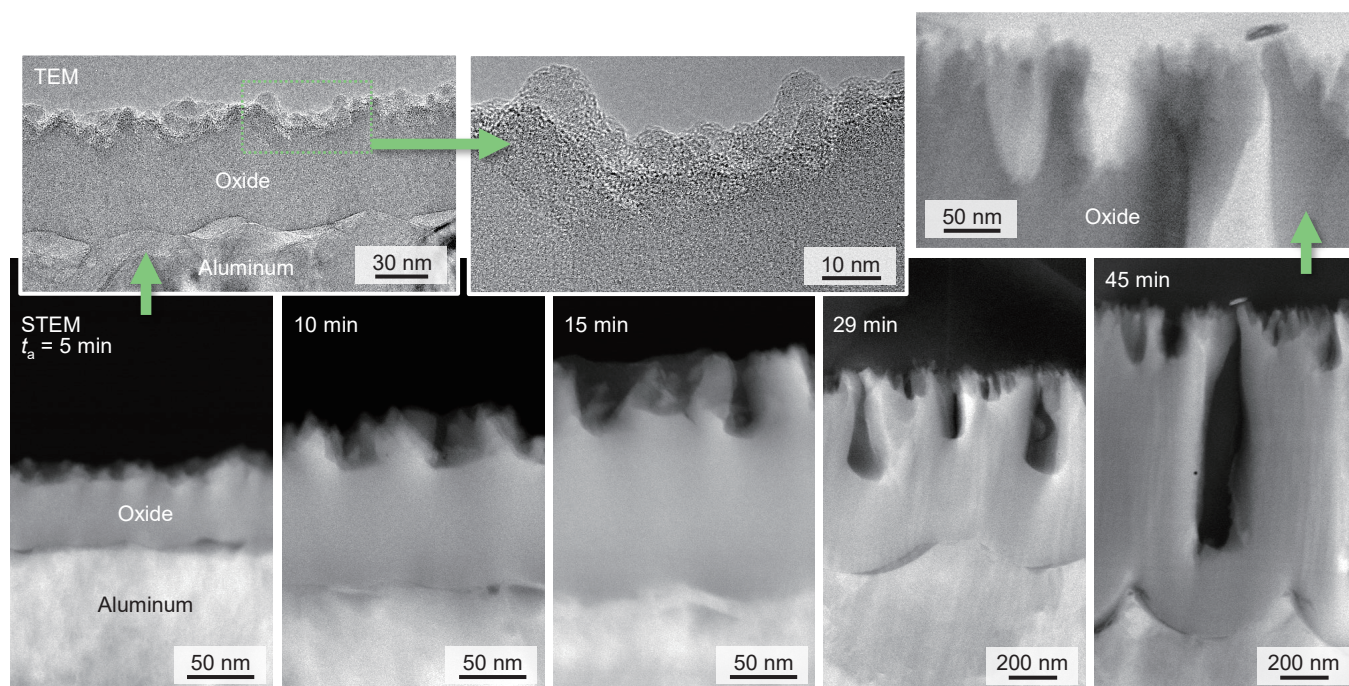 TEM
Oxide
Aluminum
30 nm
10 nm
50 nm
Oxide
STEM
tₐ = 5 min
Oxide
Aluminum
50 nm
10 min
50 nm
15 min
50 nm
29 min
200 nm
45 min
200 nm